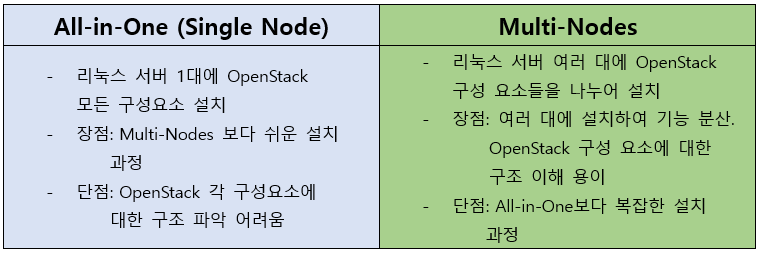 All-in-One (Single Node)
- 리눅스 서버 1대에 OpenStack
모든 구성요소 설치
- 장점: Multi-Nodes 보다 쉬운 설치
과정
- 단점: OpenStack 각 구성요소에
대한 구조 파악 어려움
Multi-Nodes
- 리눅스 서버 여러 대에 OpenStack
구성 요소들을 나누어 설치
- 장점: 여러 대에 설치하여 기능 분산.
OpenStack 구성 요소에 대한
구조 이해 용이
- 단점: All-in-One보다 복잡한 설치
과정